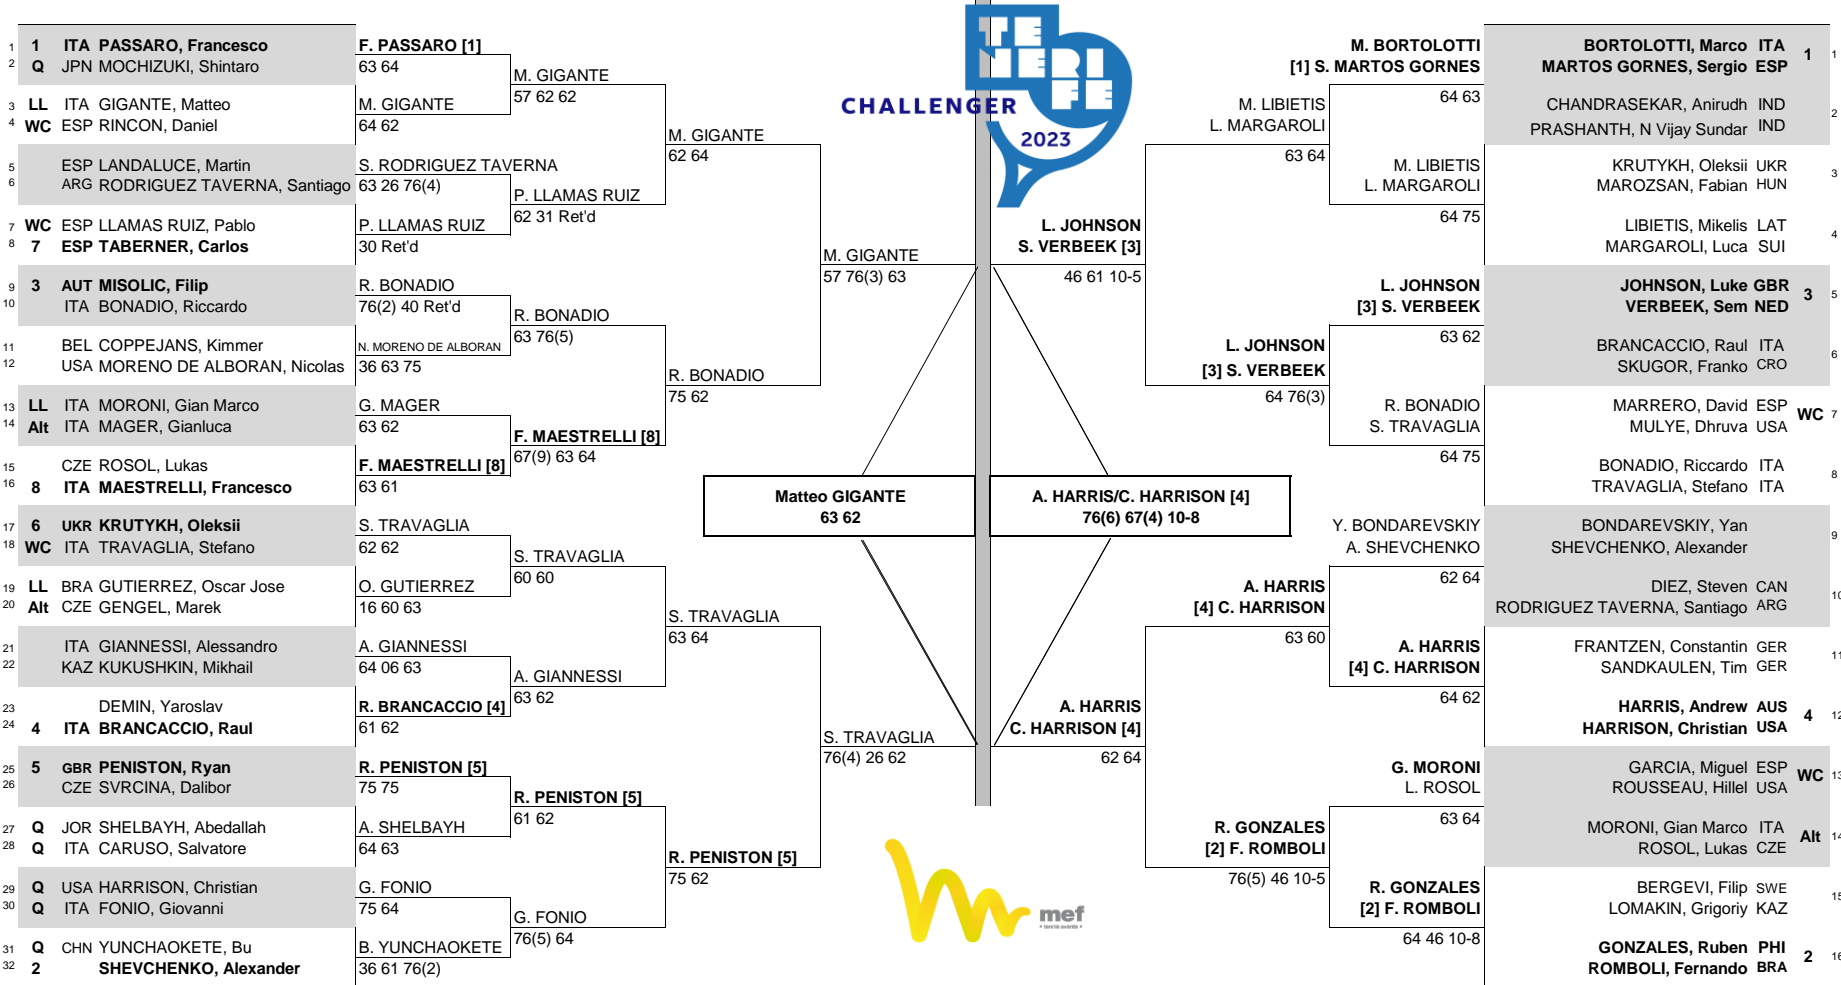 TE
NERI
FE
CHALLENGER
2023
1 1 ITA PASSARO, Francesco
2 Q JPN MOCHIZUKI, Shintaro
3 LL ITA GIGANTE, Matteo
4 WC ESP RINCON, Daniel
5 ESP LANDALUCE, Martin
6 ARG RODRIGUEZ TAVERNA, Santiago
7 WC ESP LLAMAS RUIZ, Pablo
8 7 ESP TABERNER, Carlos
9 3 AUT MISOLIC, Filip
10 ITA BONADIO, Riccardo
11 BEL COPPEJANS, Kimmer
12 USA MORENO DE ALBORAN, Nicolas
13 LL ITA MORONI, Gian Marco
14 Alt ITA MAGER, Gianluca
15 CZE ROSOL, Lukas
16 8 ITA MAESTRELLI, Francesco
17 6 UKR KRUTYKH, Oleksii
18 WC ITA TRAVAGLIA, Stefano
19 LL BRA GUTIERREZ, Oscar Jose
20 Alt CZE GENGEL, Marek
21 ITA GIANNESSI, Alessandro
22 KAZ KUKUSHKIN, Mikhail
23 DEMIN, Yaroslav
24 4 ITA BRANCACCIO, Raul
25 5 GBR PENISTON, Ryan
26 CZE SVRCINA, Dalibor
27 Q JOR SHELBAYH, Abedallah
28 Q ITA CARUSO, Salvatore
29 Q USA HARRISON, Christian
30 Q ITA FONIO, Giovanni
31 Q CHN YUNCHAOKETE, Bu
32 2 SHEVCHENKO, Alexander
F. PASSARO [1]
63 64
M. GIGANTE
64 62
S. RODRIGUEZ TAVERNA
63 26 76(4)
P. LLAMAS RUIZ
30 Ret'd
R. BONADIO
76(2) 40 Ret'd
N. MORENO DE ALBORAN
36 63 75
G. MAGER
63 62
F. MAESTRELLI [8]
63 61
S. TRAVAGLIA
62 62
O. GUTIERREZ
16 60 63
A. GIANNESSI
64 06 63
R. BRANCACCIO [4]
61 62
R. PENISTON [5]
75 75
A. SHELBAYH
64 63
G. FONIO
75 64
B. YUNCHAOKETE
36 61 76(2)
M. GIGANTE
57 62 62
P. LLAMAS RUIZ
62 31 Ret'd
R. BONADIO
63 76(5)
F. MAESTRELLI [8]
67(9) 63 64
S. TRAVAGLIA
60 60
A. GIANNESSI
63 62
R. PENISTON [5]
61 62
G. FONIO
76(5) 64
M. GIGANTE
62 64
R. BONADIO
75 62
S. TRAVAGLIA
63 64
R. PENISTON [5]
75 62
M. GIGANTE
57 76(3) 63
S. TRAVAGLIA
76(4) 26 62
Matteo GIGANTE
63 62
A. HARRIS/C. HARRISON [4]
76(6) 67(4) 10-8
L. JOHNSON
S. VERBEEK [3]
46 61 10-5
A. HARRIS
C. HARRISON [4]
62 64
M. LIBIETIS
L. MARGAROLI
63 64
L. JOHNSON
[3] S. VERBEEK
64 76(3)
A. HARRIS
[4] C. HARRISON
63 60
R. GONZALES
[2] F. ROMBOLI
76(5) 46 10-5
M. BORTOLOTTI
[1] S. MARTOS GORNES
64 63
M. LIBIETIS
L. MARGAROLI
64 75
L. JOHNSON
[3] S. VERBEEK
63 62
R. BONADIO
S. TRAVAGLIA
64 75
Y. BONDAREVSKIY
A. SHEVCHENKO
62 64
A. HARRIS
[4] C. HARRISON
64 62
G. MORONI
L. ROSOL
63 64
R. GONZALES
[2] F. ROMBOLI
64 46 10-8
BORTOLOTTI, Marco ITA
MARTOS GORNES, Sergio ESP
1 1
CHANDRASEKAR, Anirudh IND
PRASHANTH, N Vijay Sundar IND
2
KRUTYKH, Oleksii UKR
MAROZSAN, Fabian HUN
3
LIBIETIS, Mikelis LAT
MARGAROLI, Luca SUI
4
JOHNSON, Luke GBR
VERBEEK, Sem NED
3 5
BRANCACCIO, Raul ITA
SKUGOR, Franko CRO
6
MARRERO, David ESP
MULYE, Dhruva USA
WC 7
BONADIO, Riccardo ITA
TRAVAGLIA, Stefano ITA
8
BONDAREVSKIY, Yan
SHEVCHENKO, Alexander
9
DIEZ, Steven CAN
RODRIGUEZ TAVERNA, Santiago ARG
10
FRANTZEN, Constantin GER
SANDKAULEN, Tim GER
11
HARRIS, Andrew AUS
HARRISON, Christian USA
4 12
GARCIA, Miguel ESP
ROUSSEAU, Hillel USA
WC 13
MORONI, Gian Marco ITA
ROSOL, Lukas CZE
Alt 14
BERGEVI, Filip SWE
LOMAKIN, Grigoriy KAZ
15
GONZALES, Ruben PHI
ROMBOLI, Fernando BRA
2 16
mef
tennis events